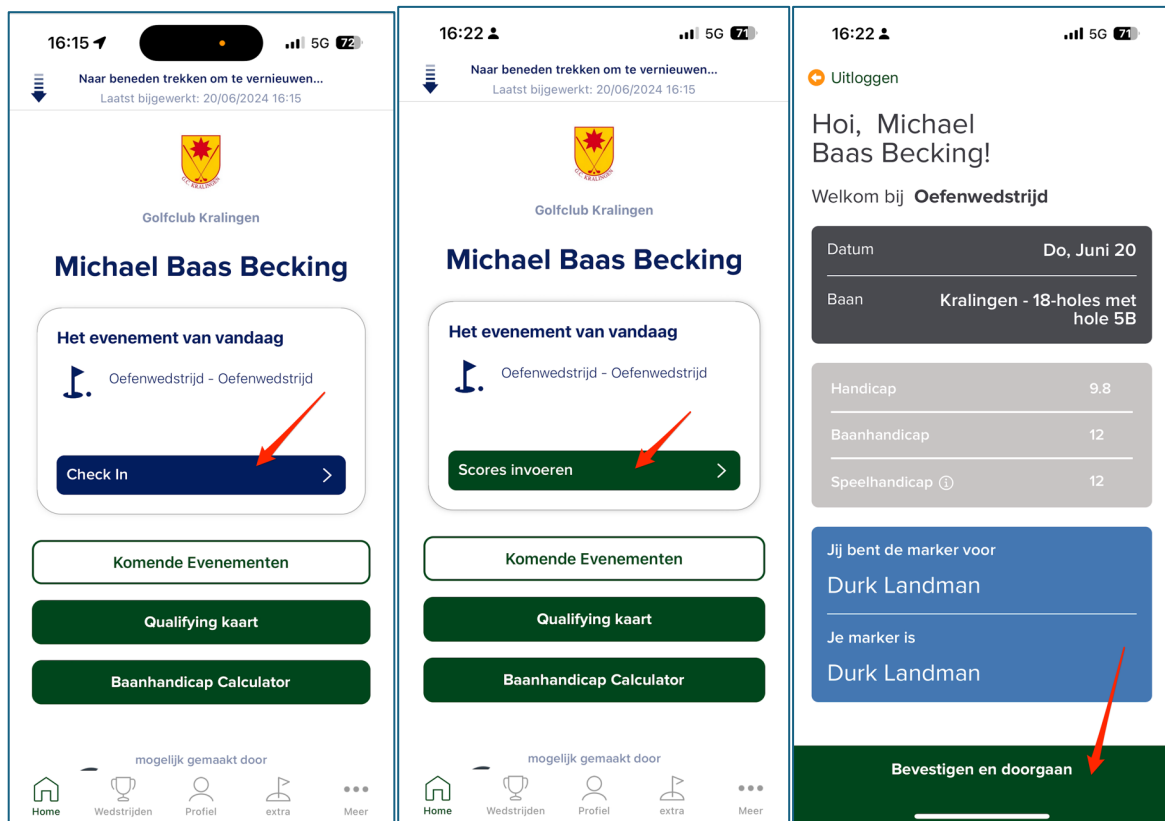 16:15
5G 72
Naar beneden trekken om te vernieuwen...
Laatst bijgewerkt: 20/06/2024 16:15
G.C. KRALINGEN
Golfclub Kralingen
Michael Baas Becking
Het evenement van vandaag
Oefenwedstrijd - Oefenwedstrijd
Check In
Komende Evenementen
Qualifying kaart
Baanhandicap Calculator
mogelijk gemaakt door
Home Wedstrijden Profiel extra Meer
16:22
5G 71
Naar beneden trekken om te vernieuwen...
Laatst bijgewerkt: 20/06/2024 16:15
G.C. KRALINGEN
Golfclub Kralingen
Michael Baas Becking
Het evenement van vandaag
Oefenwedstrijd - Oefenwedstrijd
Scores invoeren
Komende Evenementen
Qualifying kaart
Baanhandicap Calculator
mogelijk gemaakt door
Home Wedstrijden Profiel extra Meer
16:22
5G 71
Uitloggen
Hoi, Michael
Baas Becking!
Welkom bij Oefenwedstrijd
Datum Do, Juni 20
Baan Kralingen - 18-holes met
hole 5B
Handicap 9.8
Baanhandicap 12
Speelhandicap 12
Jij bent de marker voor
Durk Landman
Je marker is
Durk Landman
Bevestigen en doorgaan